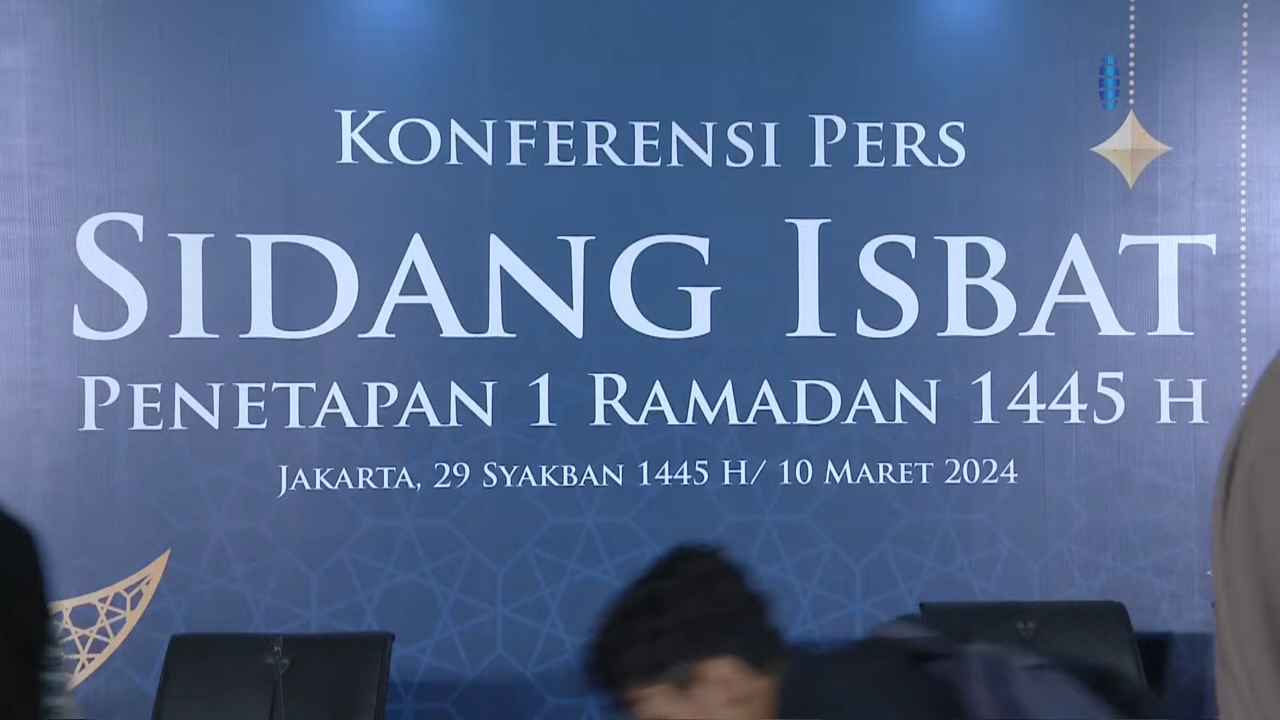 KONFERENSI PERS
SIDANG ISBAT
PENETAPAN 1 RAMADAN 1445 H
JAKARTA, 29 SYAKBAN 1445 H/ 10 MARET 2024